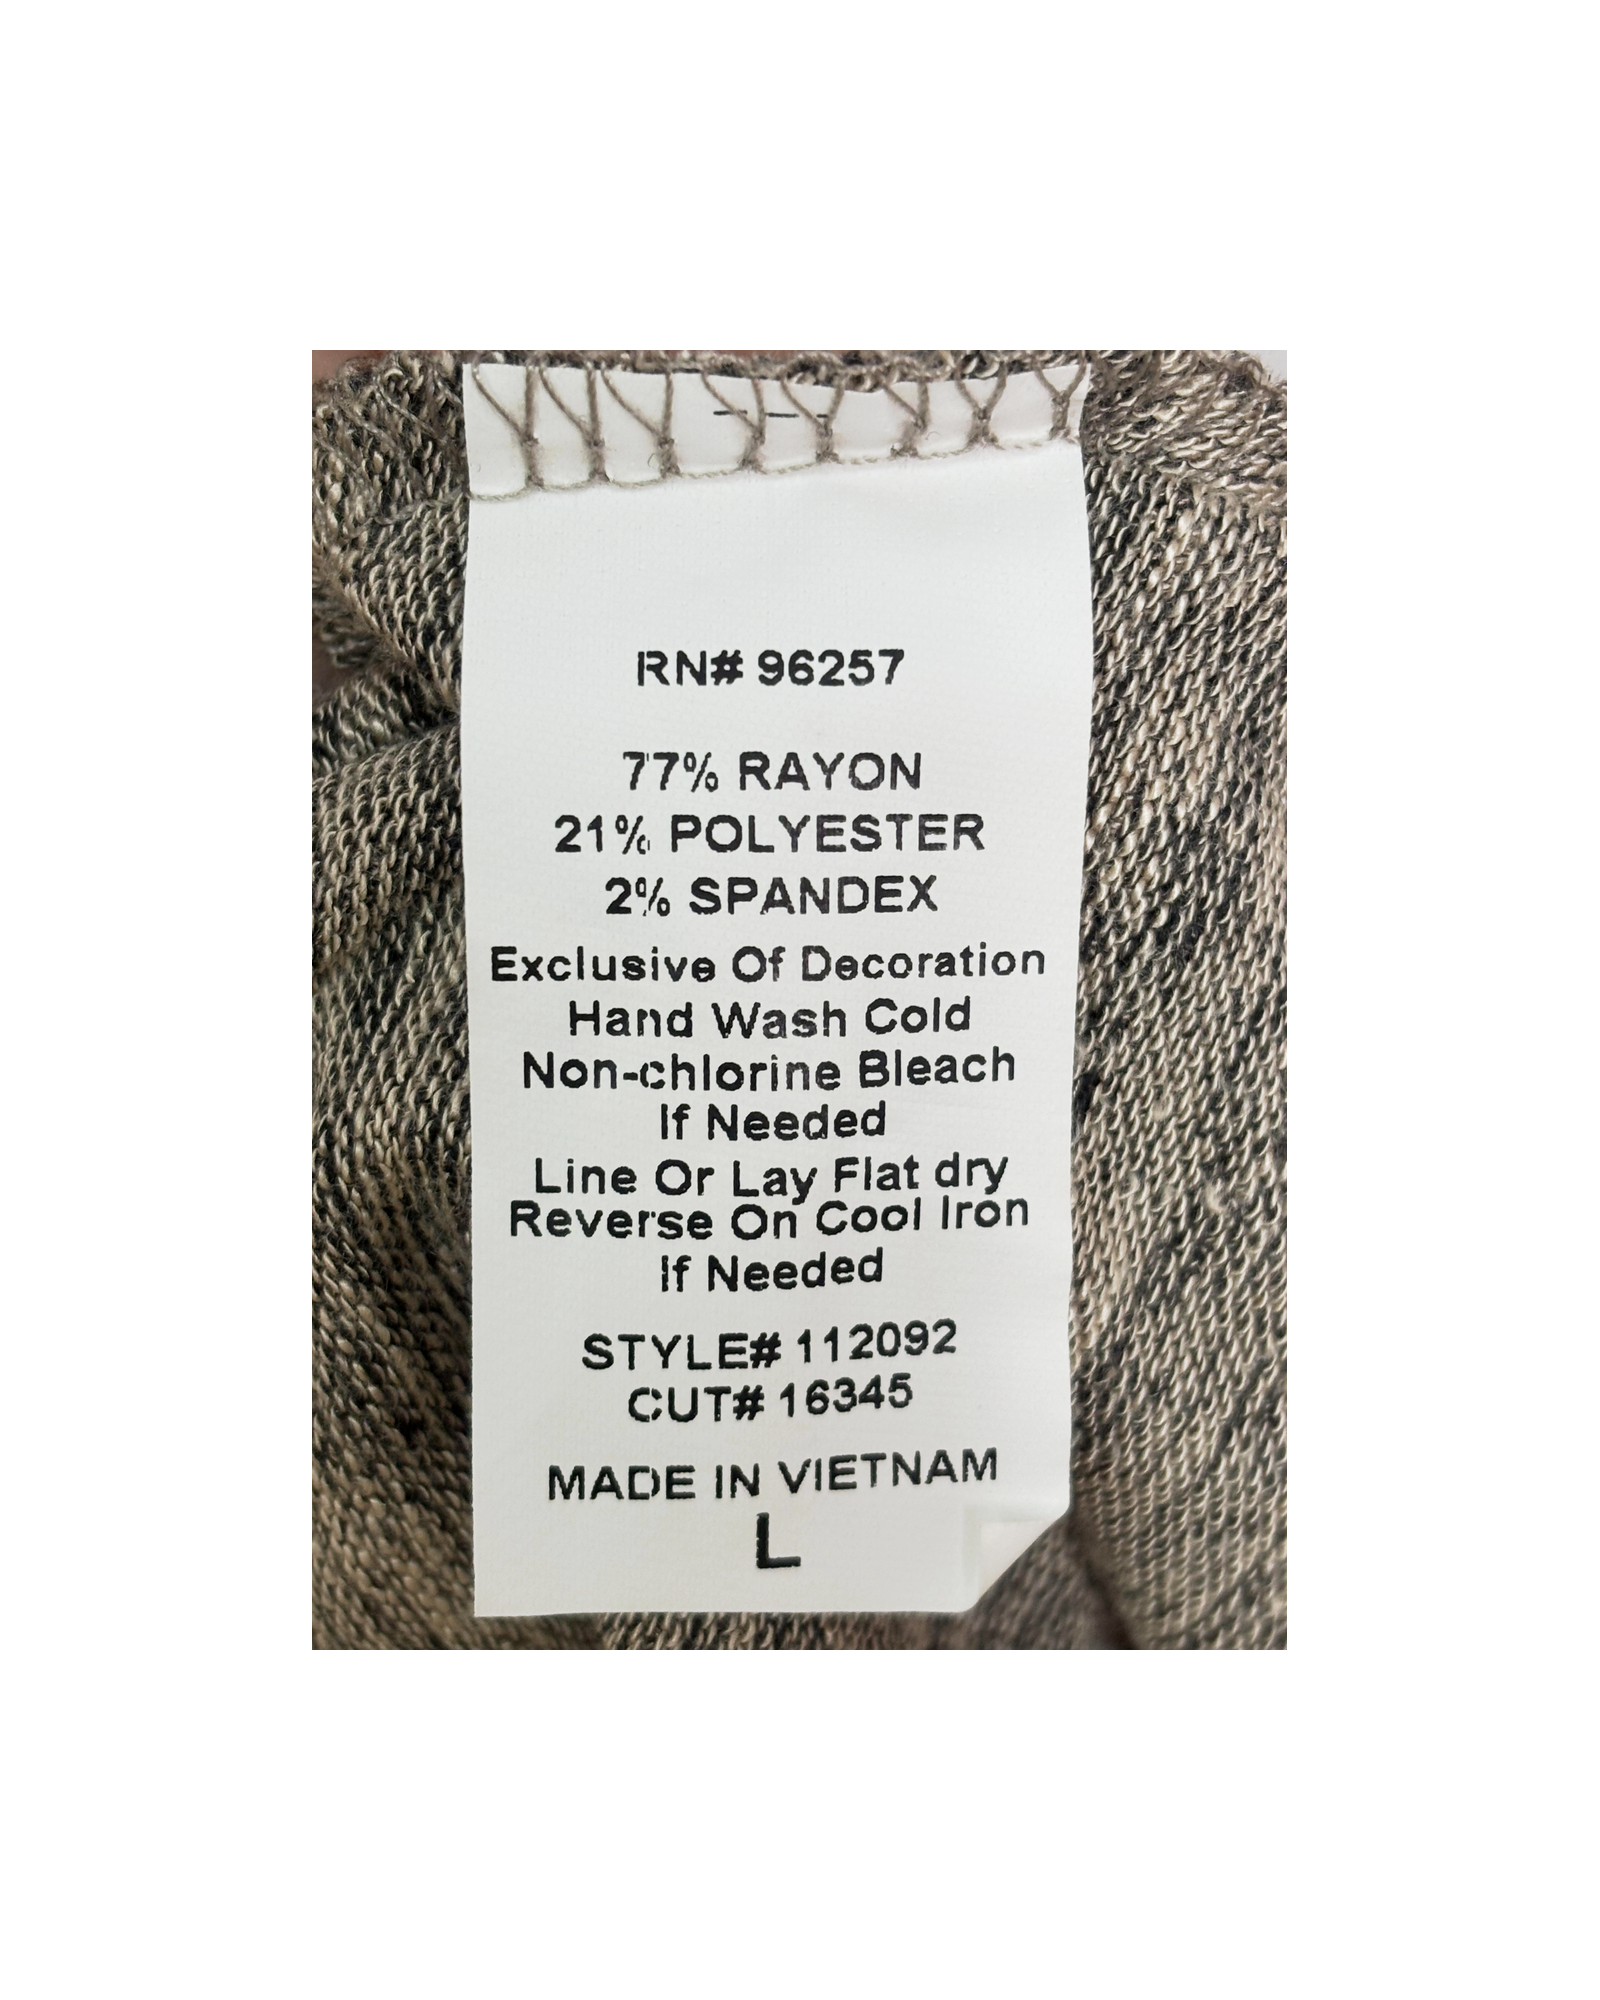 RN# 96257
77% RAYON
21% POLYESTER
2% SPANDEX
Exclusive Of Decoration
Hand Wash Cold
Non-chlorine Bleach
If Needed
Line Or Lay Flat dry
Reverse On Cool Iron
If Needed
STYLE# 112092
CUT# 16345
MADE IN VIETNAM
L